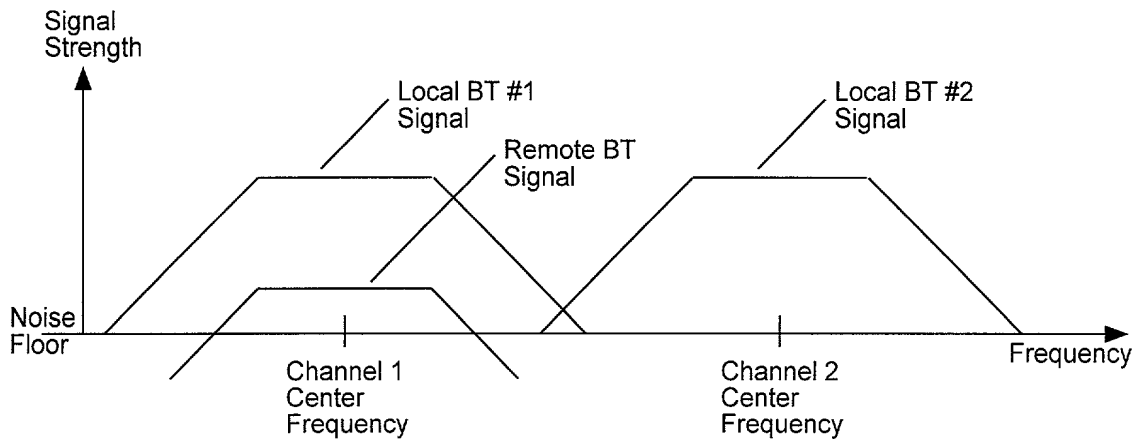 Signal
Strength
Local BT #1
Signal
Remote BT
Signal
Local BT #2
Signal
Noise
Floor
Channel 1
Center
Frequency
Channel 2
Center
Frequency
Frequency